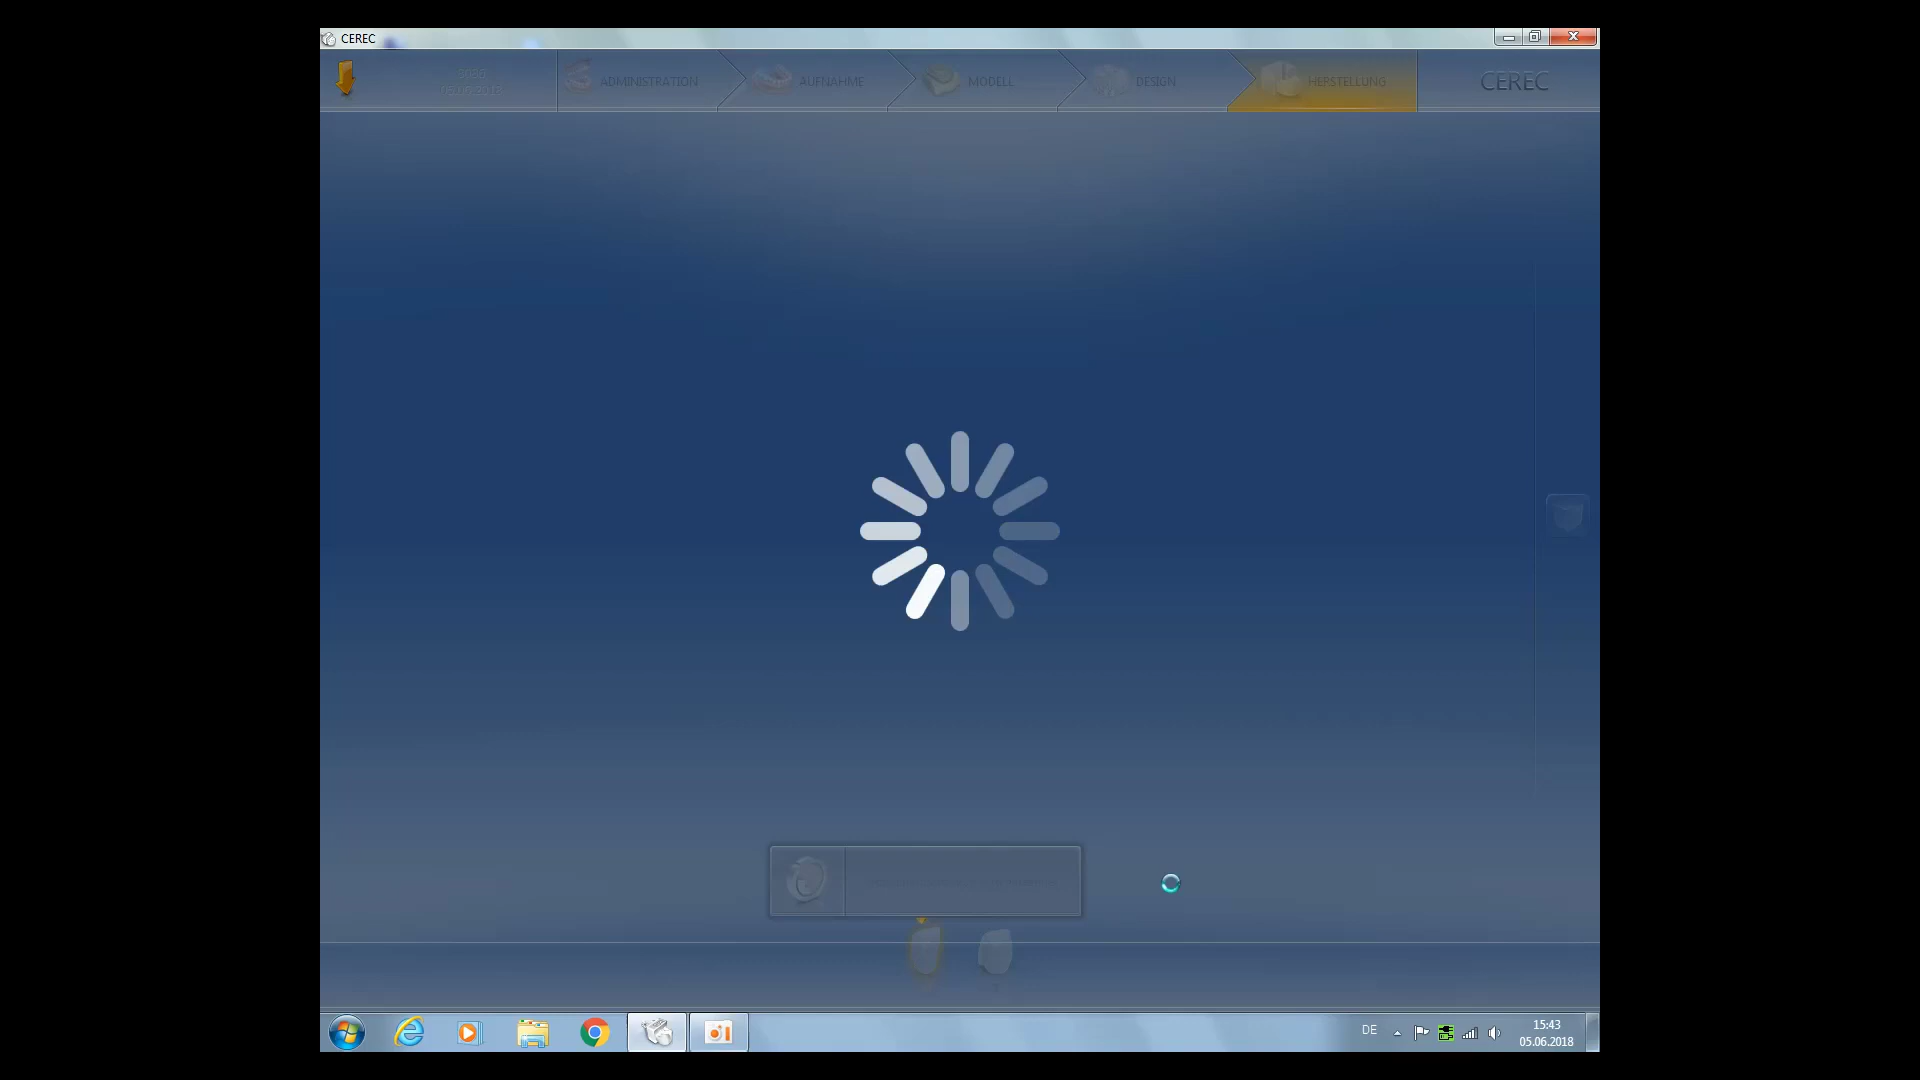 CEREC
ADMINISTRATION
AUFNAHME
MODELL
DESIGN
HERSTELLUNG
CEREC
DE
15:43
05.06.2018